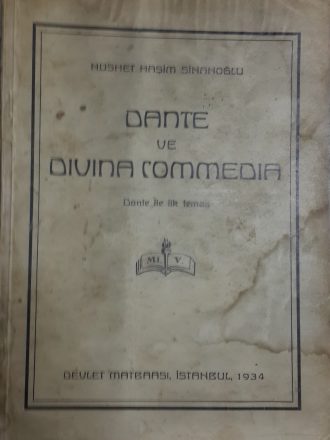 NUSHET HAŞİM SİNANOĞLU
DANTE
VE
DIVINA COMMEDIA
Dante ile ilk temas
M. V
DEVLET MATBAASI, İSTANBUL, 1934